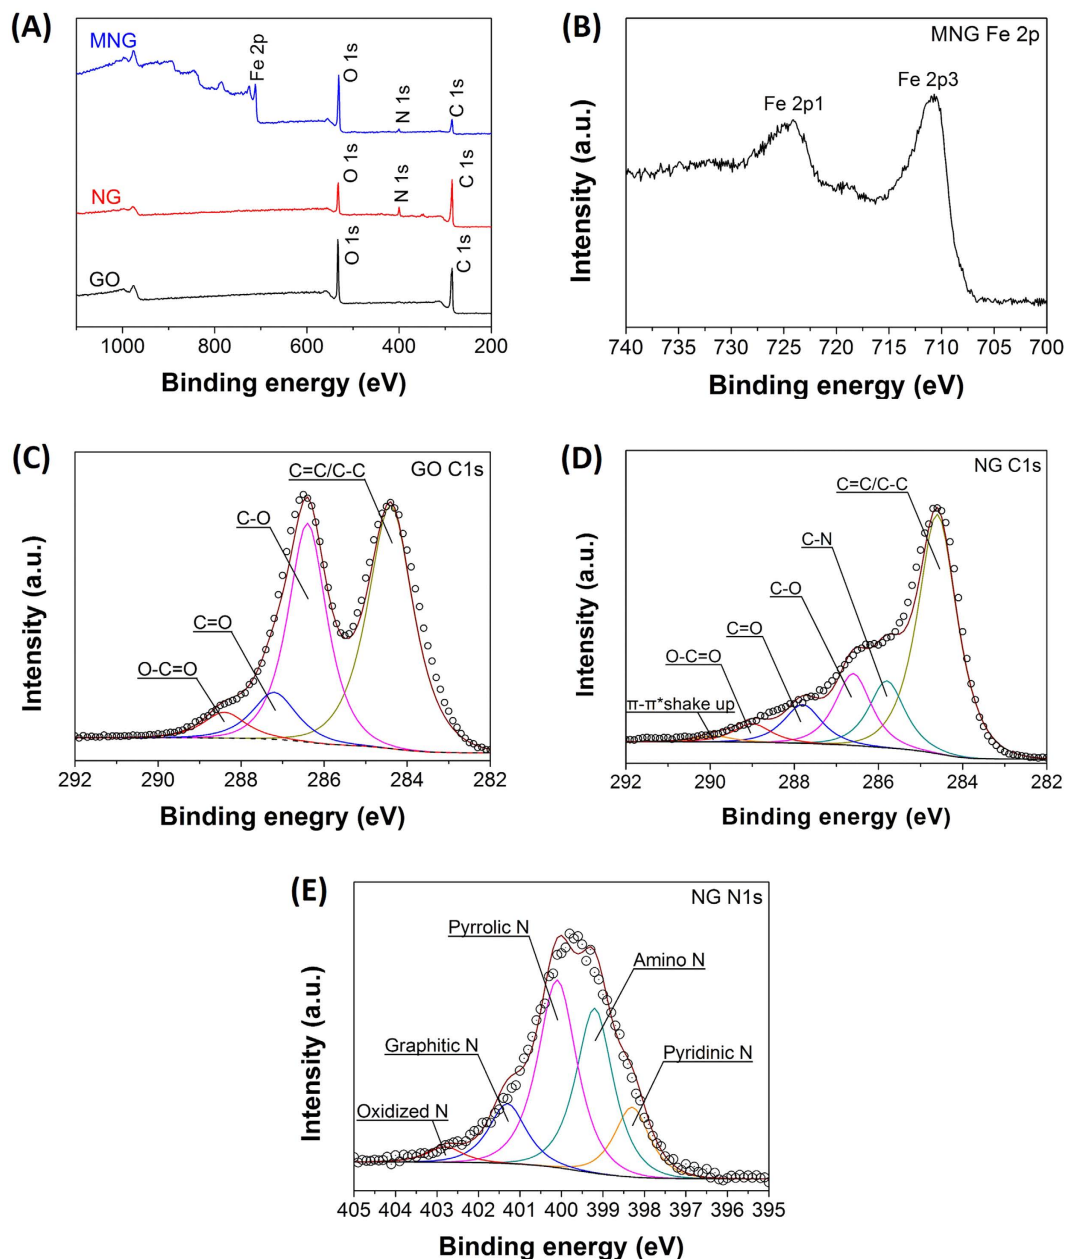 (A)
MNG
Fe 2p
O 1s
N 1s
C 1s
NG
O 1s
N 1s
C 1s
GO
O 1s
C 1s
1000 800 600 400 200
Binding energy (eV)
(B)
MNG Fe 2p
Fe 2p1
Fe 2p3
Intensity (a.u.)
740 735 730 725 720 715 710 705 700
Binding energy (eV)
(C)
GO C1s
C=C/C-C
C-O
C=O
O-C=O
Intensity (a.u.)
292 290 288 286 284 282
Binding enegry (eV)
(D)
NG C1s
C=C/C-C
C-N
C-O
C=O
O-C=O
π-π*shake up
Intensity (a.u.)
292 290 288 286 284 282
Binding energy (eV)
(E)
NG N1s
Pyrrolic N
Amino N
Graphitic N
Pyridinic N
Oxidized N
Intensity (a.u.)
405 404 403 402 401 400 399 398 397 396 395
Binding energy (eV)